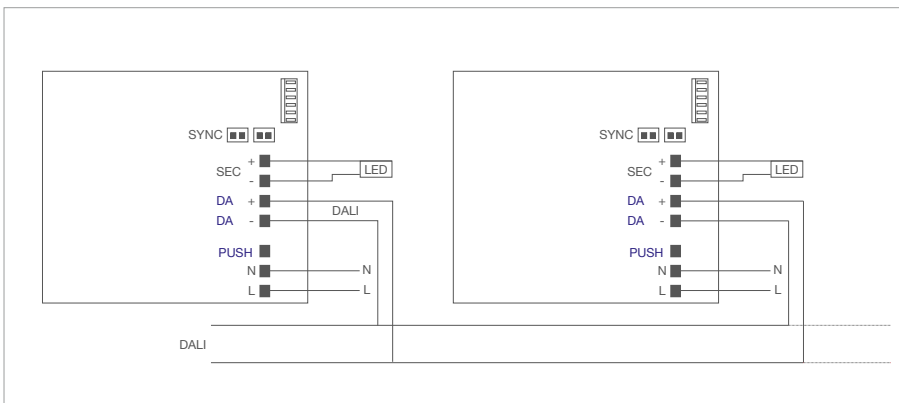 SYNC
SEC + LED
-
DA +
DA - DALI
PUSH
N N
L L
SYNC
SEC + LED
-
DA +
DA -
PUSH
N N
L L
DALI